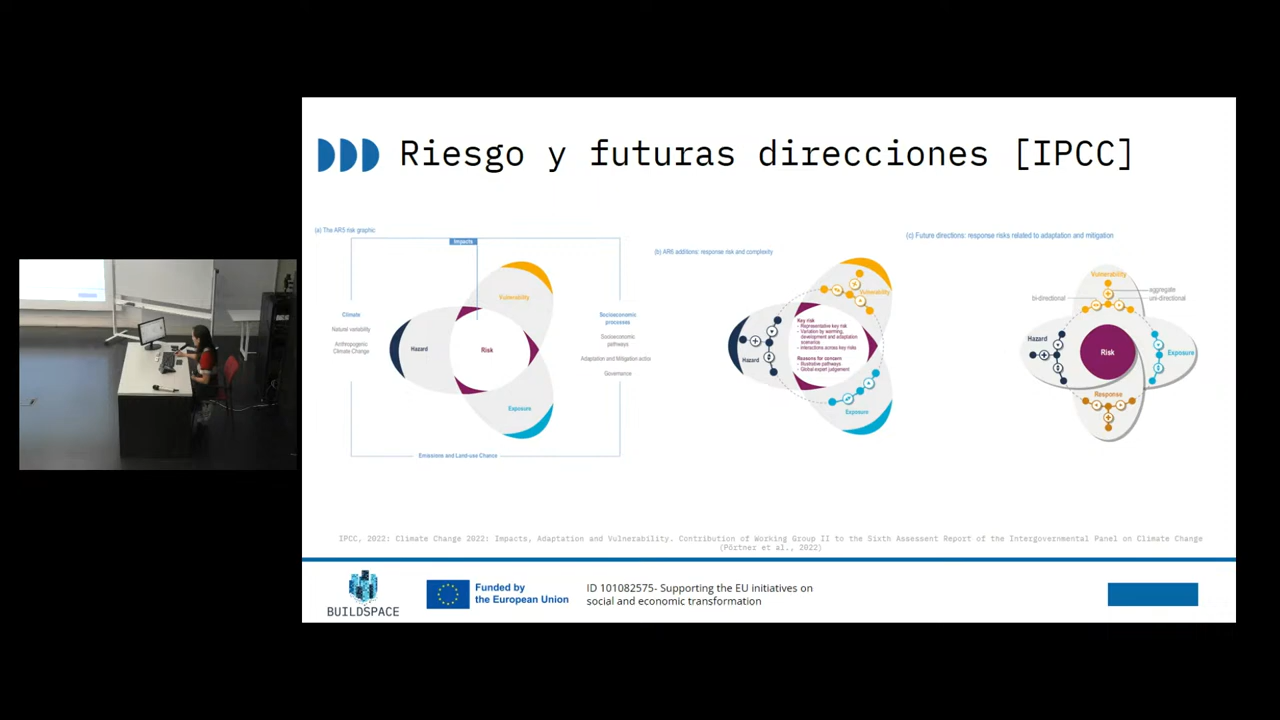 Riesgo y futuras direcciones [IPCC]
(a) The AR5 risk graphic
Impacts
Vulnerability
Climate
Natural variability
Anthropogenic
Climate Change
Hazard
Risk
Socioeconomic
processes
Socioeconomic
pathways
Adaptation and Mitigation actio
Governance
Exposure
Emissions and Land-use Change
(b) AR6 additions: response risk and complexity
Vulnerability
Key risk
- Representative key risk
- Variation by warming,
development and adaptation
scenario
- Interactions across key risks
Reasons for concern
- Illustrative pathways
- Global expert judgement
Hazard
Exposure
(c) Future directions: response risks related to adaptation and mitigation
Vulnerability
bi-directional
aggregate
uni-directional
Hazard
Risk
Exposure
Response
IPCC, 2022: Climate Change 2022: Impacts, Adaptation and Vulnerability. Contribution of Working Group II to the Sixth Assessment Report of the Intergovernmental Panel on Climate Change
(Pörtner et al., 2022)
BUILDSPACE
Funded by
the European Union
ID 101082575- Supporting the EU initiatives on
social and economic transformation